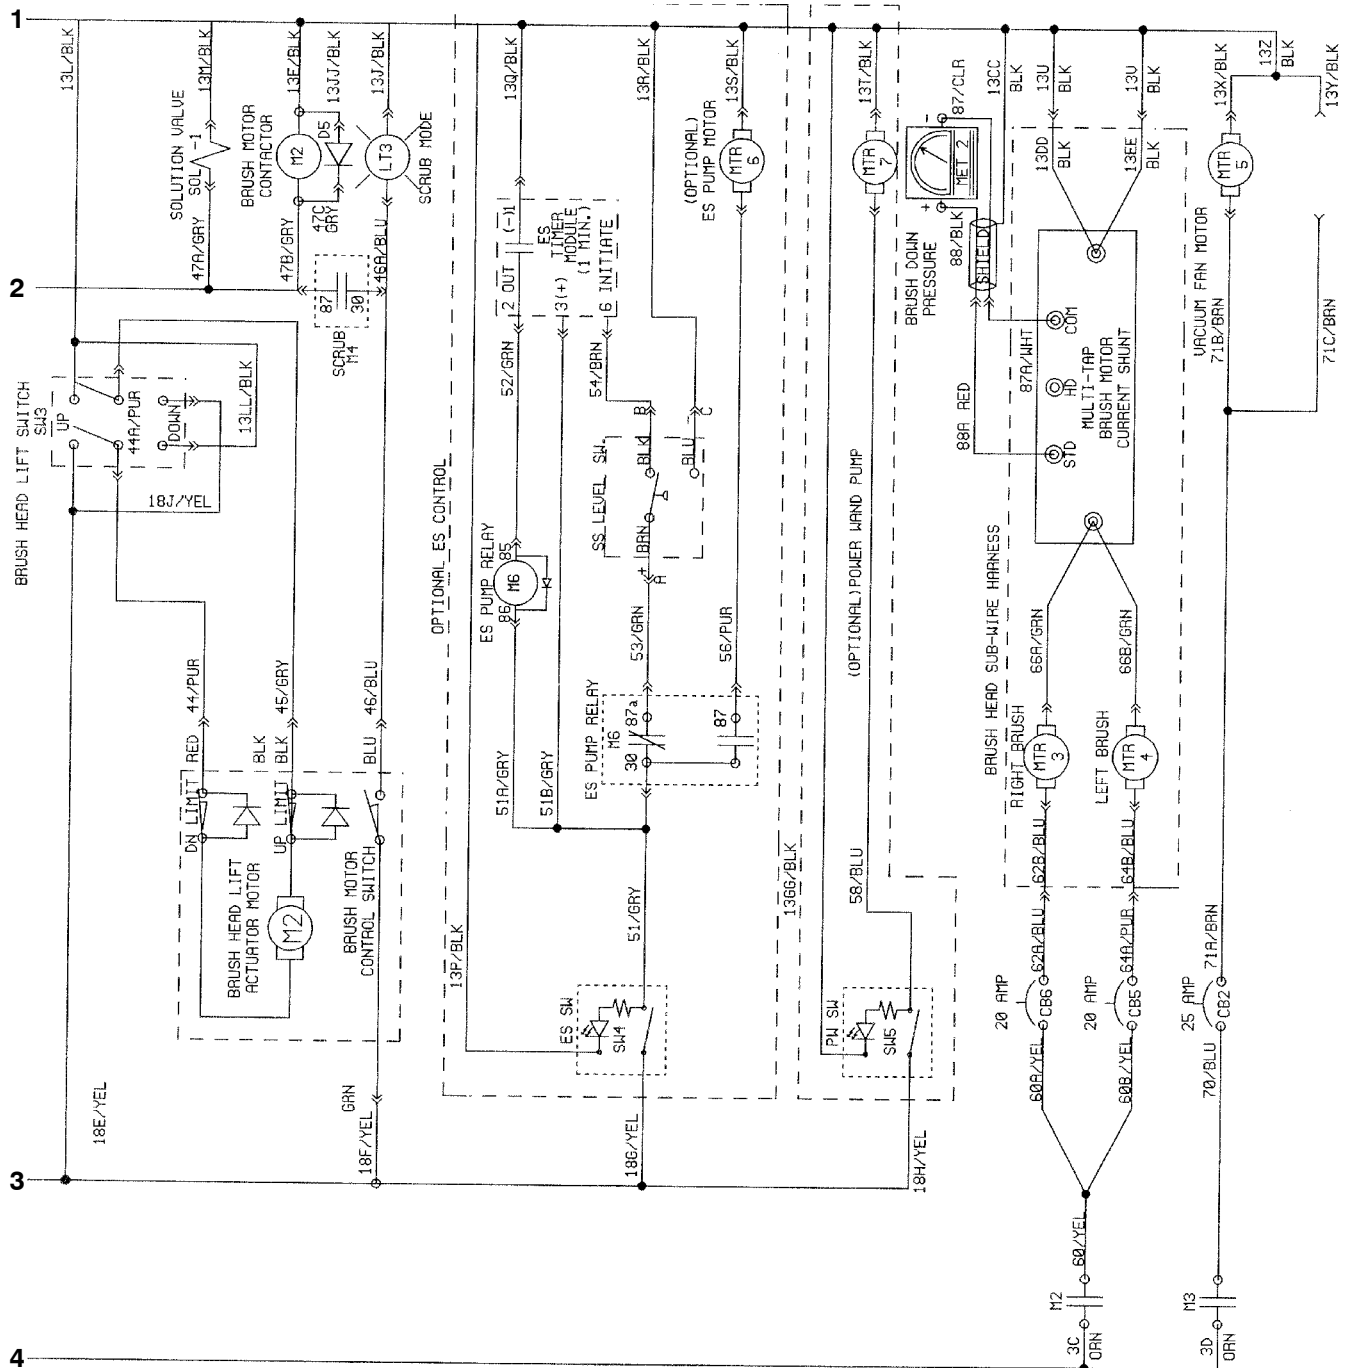 1
13L/BLK
13M/BLK
13E/BLK
13JJ/BLK
13J/BLK
13Q/BLK
13R/BLK
13S/BLK
13T/BLK
87/CLR
13CC
BLK
13U
BLK
13V
BLK
13X/BLK
13Z
BLK
13Y/BLK
SOLUTION VALVE
SOL -1
BRUSH MOTOR
CONTACTOR
M2
D5
LT3
SCRUB MODE
(OPTIONAL)
ES PUMP MOTOR
MTR
6
MTR
7
-
MET 2
+
13DD
BLK
13EE
BLK
MTR
5
47A/GRY
47B/GRY
47C
GRY
46A/BLU
(-)1
ES
TIMER
MODULE
(1 MIN.)
2 OUT
3(+)
6 INITIATE
88/BLK
SHIELD
BRUSH DOWN
PRESSURE
VACUUM FAN MOTOR
71B/BRN
71C/BRN
2
87
30
SCRUB
M4
52/GRN
54/BRN
87A/WHT
COM
HD
STD
MULTI-TAP
BRUSH MOTOR
CURRENT SHUNT
88A RED
BRUSH HEAD LIFT SWITCH
SW3
UP
44A/PUR
DOWN
13LL/BLK
18J/YEL
OPTIONAL ES CONTROL
B
C
BLK
BLU
SS LEVEL SW.
BRN
+
A
(OPTIONAL) POWER WAND PUMP
ES PUMP RELAY
85
M6
86
53/GRN
56/PUR
BRUSH HEAD SUB-WIRE HARNESS
66A/GRN
66B/GRN
44/PUR
45/GRY
46/BLU
RED
BLK
BLK
BLU
ES PUMP RELAY
M6
87a
30
87
RIGHT BRUSH
MTR
3
LEFT BRUSH
MTR
4
DN LIMIT
UP LIMIT
51A/GRY
51B/GRY
BRUSH HEAD LIFT
ACTUATOR MOTOR
M2
BRUSH MOTOR
CONTROL SWITCH
13P/BLK
51/GRY
13GG/BLK
58/BLU
62B/BLU
64B/BLU
62A/BLU
64A/PUR
71A/BRN
ES SW
SW4
PW SW
SW5
20 AMP
CB6
20 AMP
CB5
25 AMP
CB2
60A/YEL
60B/YEL
70/BLU
18E/YEL
GRN
18F/YEL
18G/YEL
18H/YEL
3
60/YEL
M2
M3
3C
ORN
3D
ORN
4